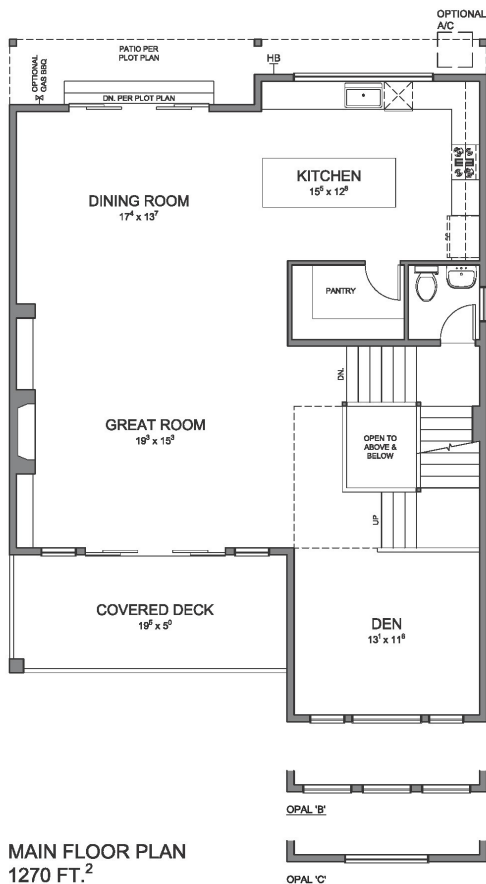 OPTIONAL
A/C
PATIO PER
PLOT PLAN
HB
OPTIONAL
GAS BBQ
DN. PER PLOT PLAN
KITCHEN
15⁵ x 12⁸
DINING ROOM
17⁴ x 13⁷
PANTRY
DN.
GREAT ROOM
19³ x 15³
OPEN TO
ABOVE &
BELOW
UP
COVERED DECK
19⁵ x 5⁰
DEN
13¹ x 11⁶
OPAL 'B'
MAIN FLOOR PLAN
1270 FT.²
OPAL 'C'